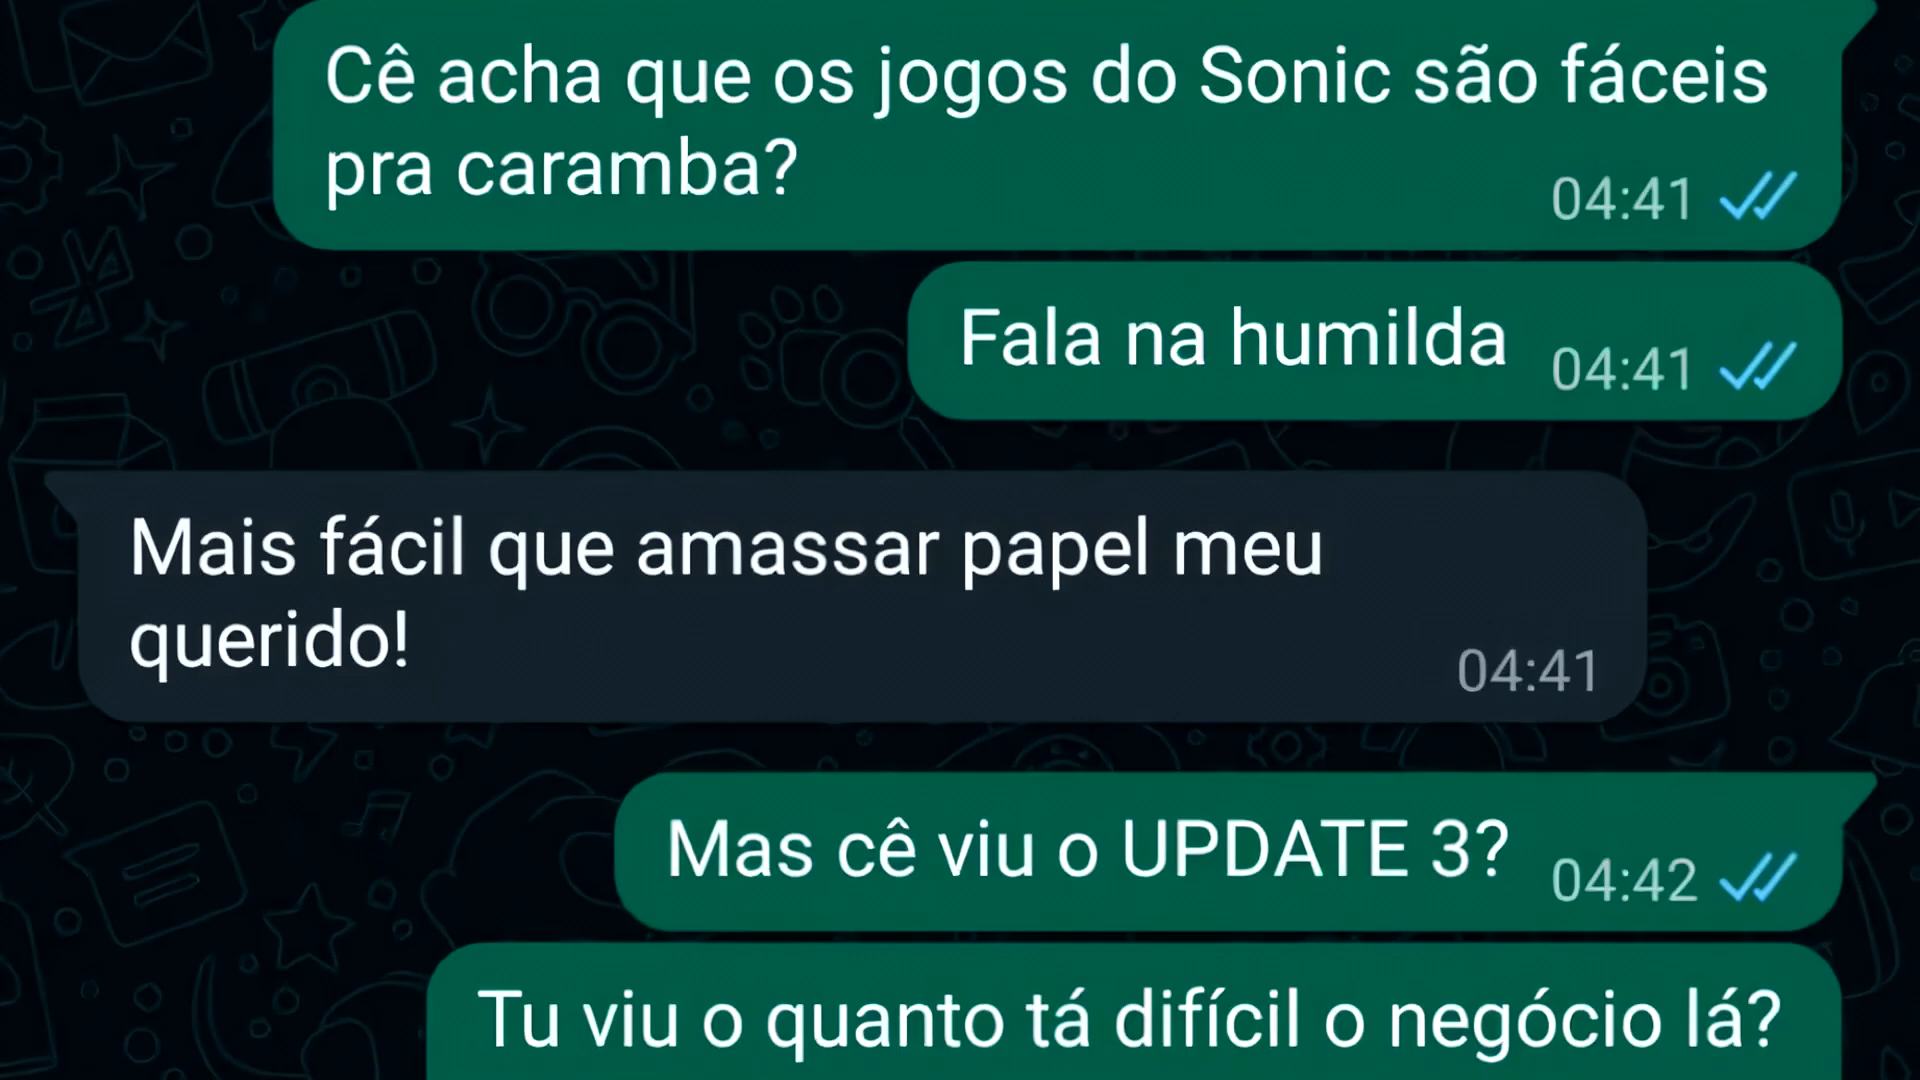 Cê acha que os jogos do Sonic são fáceis
pra caramba?
04:41
Fala na humilda
04:41
Mais fácil que amassar papel meu
querido!
04:41
Mas cê viu o UPDATE 3?
04:42
Tu viu o quanto tá difícil o negócio lá?